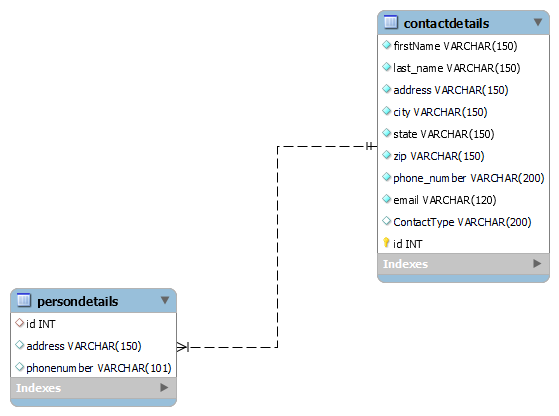 contactdetails
firstName VARCHAR(150)
last_name VARCHAR(150)
address VARCHAR(150)
city VARCHAR(150)
state VARCHAR(150)
zip VARCHAR(150)
phone_number VARCHAR(200)
email VARCHAR(120)
ContactType VARCHAR(200)
id INT
Indexes
persondetails
id INT
address VARCHAR(150)
phonenumber VARCHAR(101)
Indexes